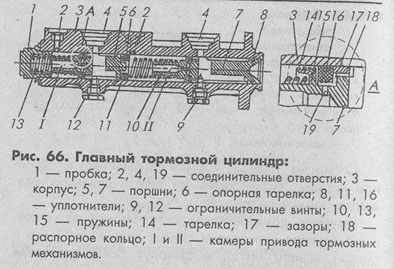 1 2 3 А 4 5 6 2 4 7 8 3 14 15 16 17 18
13 I 12 11 10 II 9 19 7 А
Рис. 66. Главный тормозной цилиндр:
1 — пробка; 2, 4, 19 — соединительные отверстия; 3 —
корпус; 5, 7 — поршни; 6 — опорная тарелка; 8, 11, 16
— уплотнители; 9, 12 — ограничительные винты; 10, 13,
15 — пружины; 14 — тарелка; 17 — зазоры; 18 —
распорное кольцо; I и II — камеры привода тормозных
механизмов.